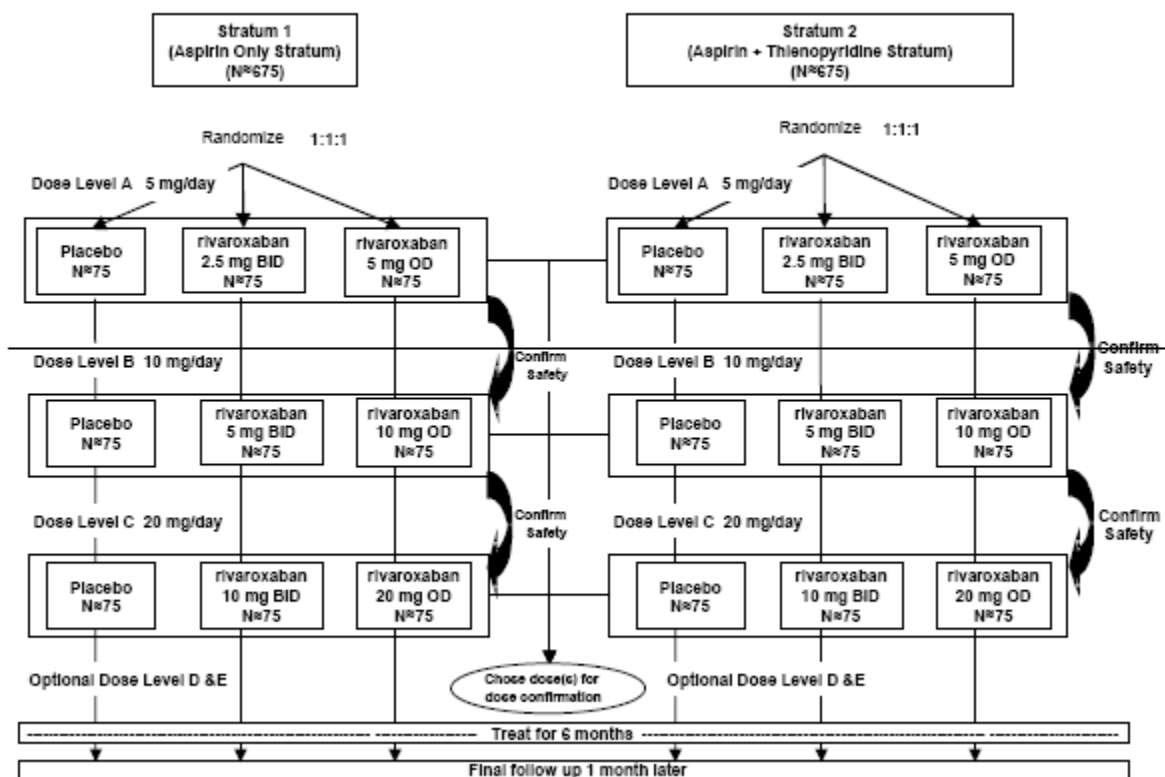 Stratum 1
(Aspirin Only Stratum)
(N≈675)
Stratum 2
(Aspirin + Thienopyridine Stratum)
(N≈675)
Randomize 1:1:1
Randomize 1:1:1
Dose Level A 5 mg/day
Dose Level A 5 mg/day
Placebo
N≈75
rivaroxaban
2.5 mg BID
N≈75
rivaroxaban
5 mg OD
N≈75
Placebo
N≈75
rivaroxaban
2.5 mg BID
N≈75
rivaroxaban
5 mg OD
N≈75
Dose Level B 10 mg/day
Confirm
Safety
Dose Level B 10 mg/day
Confirm
Safety
Placebo
N≈75
rivaroxaban
5 mg BID
N≈75
rivaroxaban
10 mg OD
N≈75
Placebo
N≈75
rivaroxaban
5 mg BID
N≈75
rivaroxaban
10 mg OD
N≈75
Dose Level C 20 mg/day
Confirm
Safety
Dose Level C 20 mg/day
Confirm
Safety
Placebo
N≈75
rivaroxaban
10 mg BID
N≈75
rivaroxaban
20 mg OD
N≈75
Placebo
N≈75
rivaroxaban
10 mg BID
N≈75
rivaroxaban
20 mg OD
N≈75
Optional Dose Level D &E
Chose dose(s) for
dose confirmation
Optional Dose Level D &E
Treat for 6 months
Final follow up 1 month later